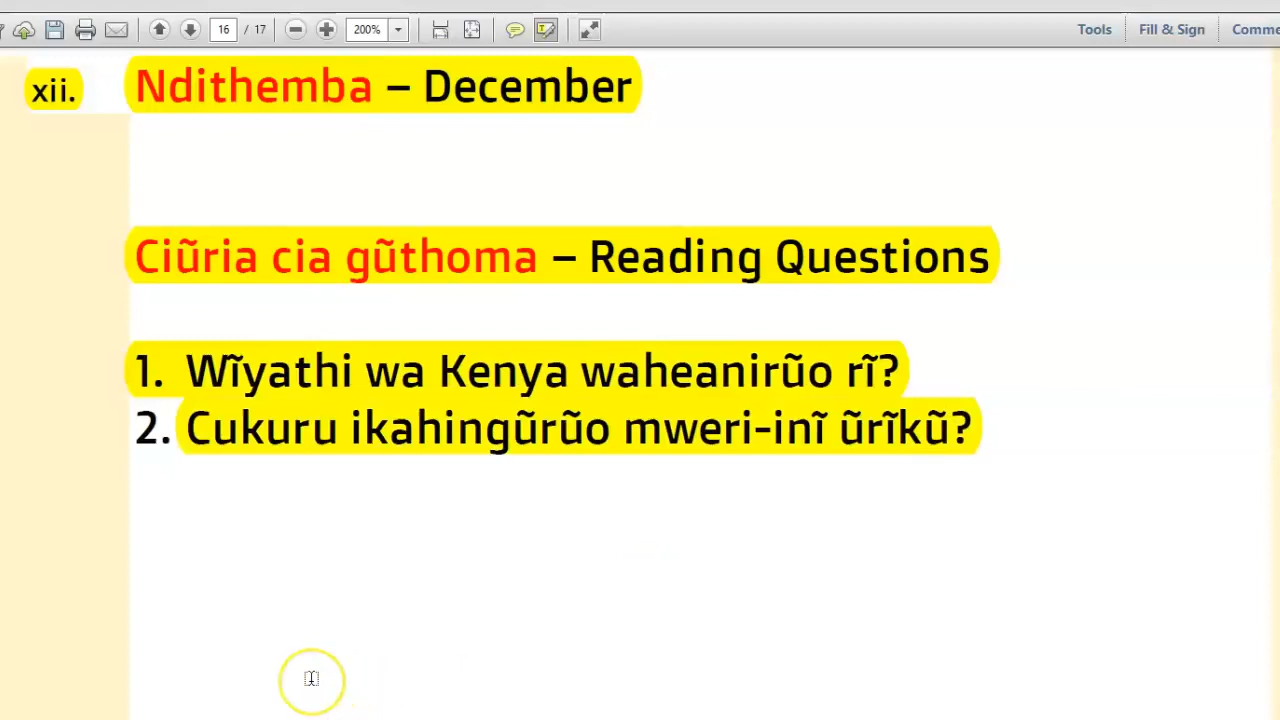 16 / 17 200% Tools Fill & Sign
xii. Ndithemba – December
Ciũria cia gũthoma – Reading Questions
1. Wĩyathi wa Kenya waheanirũo rĩ?
2. Cukuru ikahingũrũo mweri-inĩ ũrĩkũ?